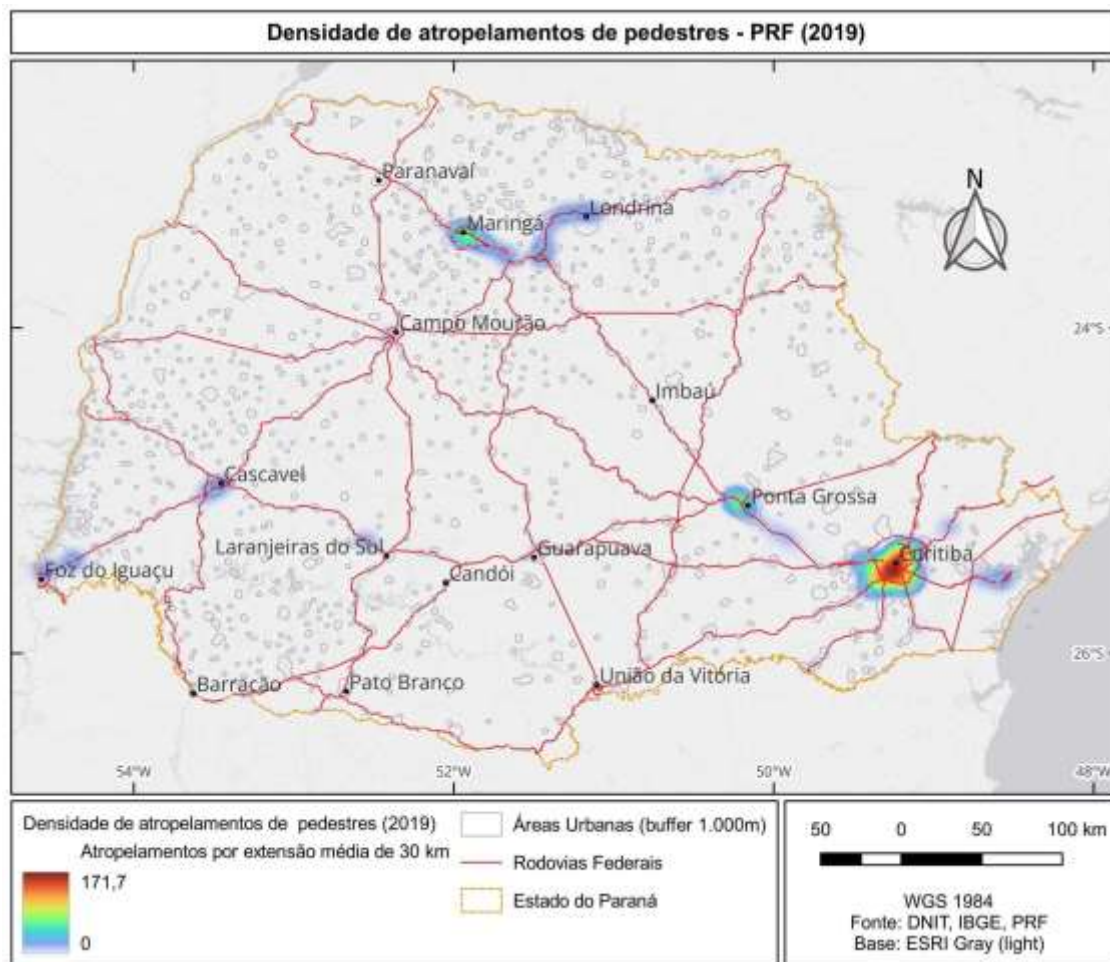 Densidade de atropelamentos de pedestres - PRF (2019)
N
Paranavaí
Londrina
Maringá
Campo Mourão
24°S
Imbaú
Cascavel
Ponta Grossa
Laranjeiras do Sul
Guarapuava
Curitiba
Foz do Iguaçu
Candói
26°S
Barracão
Pato Branco
União da Vitória
54°W
52°W
50°W
48°W
Densidade de atropelamentos de pedestres (2019)
Atropelamentos por extensão média de 30 km
171,7
0
Áreas Urbanas (buffer 1.000m)
Rodovias Federais
Estado do Paraná
50 0 50 100 km
WGS 1984
Fonte: DNIT, IBGE, PRF
Base: ESRI Gray (light)